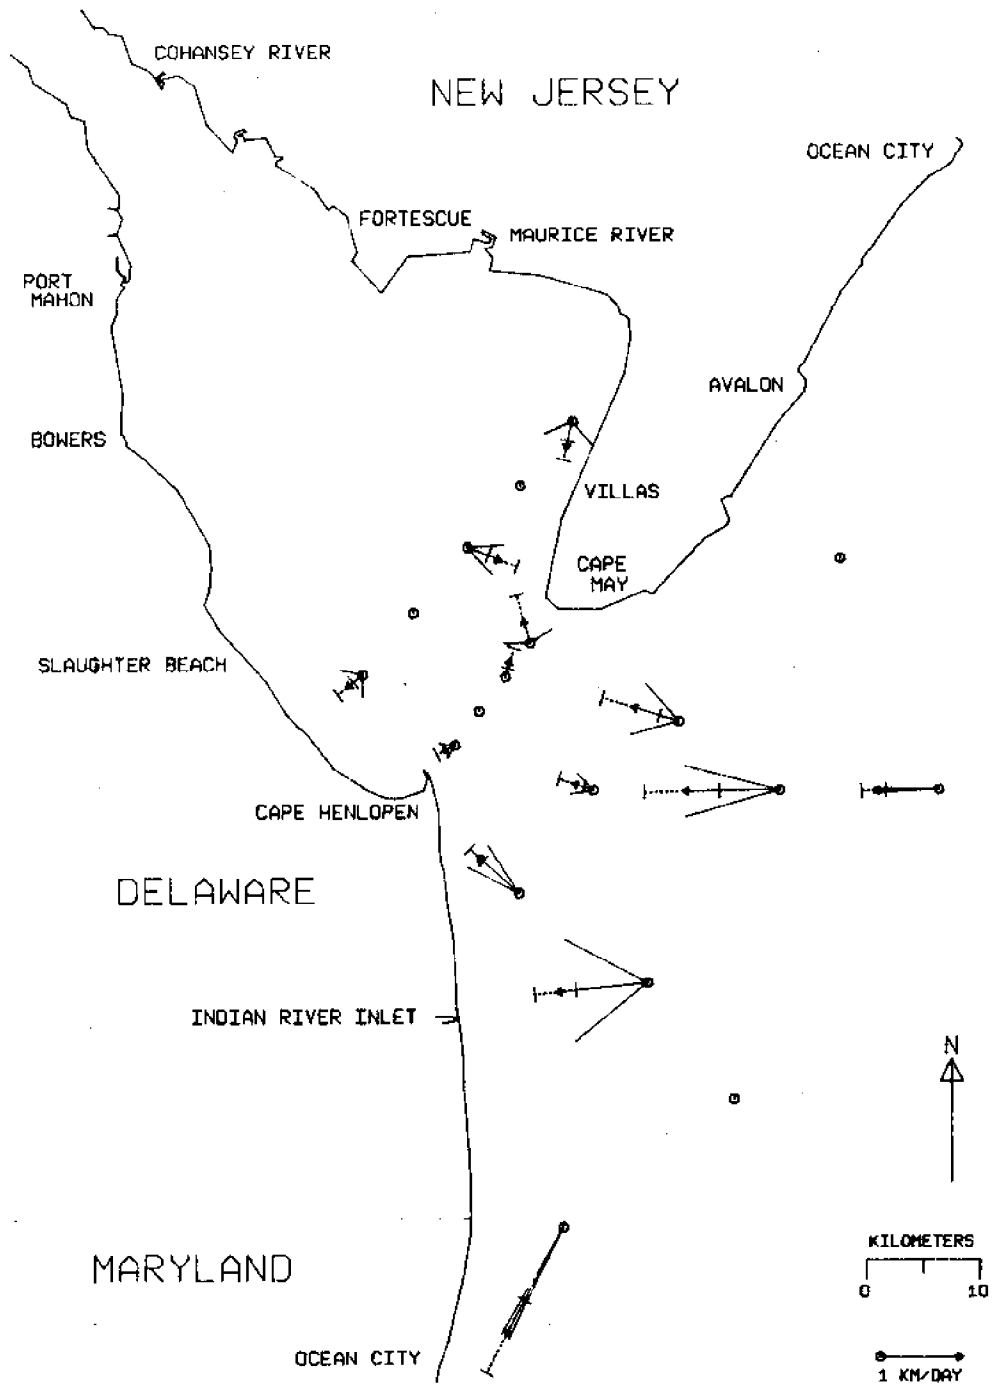 COHANSEY RIVER
NEW JERSEY
OCEAN CITY
FORTESCUE
MAURICE RIVER
PORT
MAHON
AVALON
BOWERS
VILLAS
CAPE
MAY
SLAUGHTER BEACH
CAPE HENLOPEN
DELAWARE
INDIAN RIVER INLET
N
KILOMETERS
0 10
MARYLAND
OCEAN CITY
1 KM/DAY